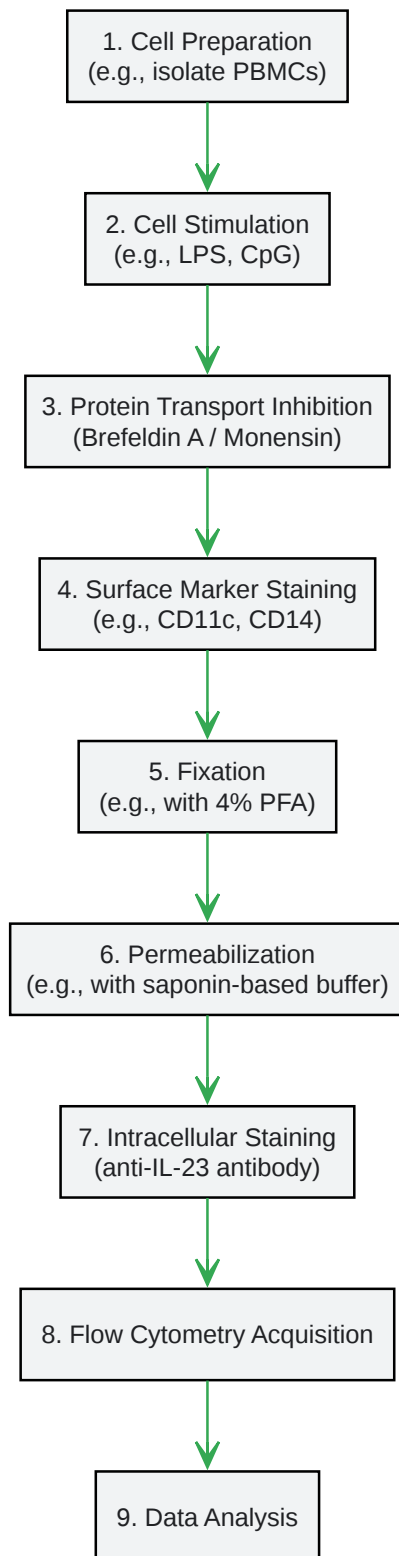 1. Cell Preparation
(e.g., isolate PBMCs)
2. Cell Stimulation
(e.g., LPS, CpG)
3. Protein Transport Inhibition
(Brefeldin A / Monensin)
4. Surface Marker Staining
(e.g., CD11c, CD14)
5. Fixation
(e.g., with 4% PFA)
6. Permeabilization
(e.g., with saponin-based buffer)
7. Intracellular Staining
(anti-IL-23 antibody)
8. Flow Cytometry Acquisition
9. Data Analysis